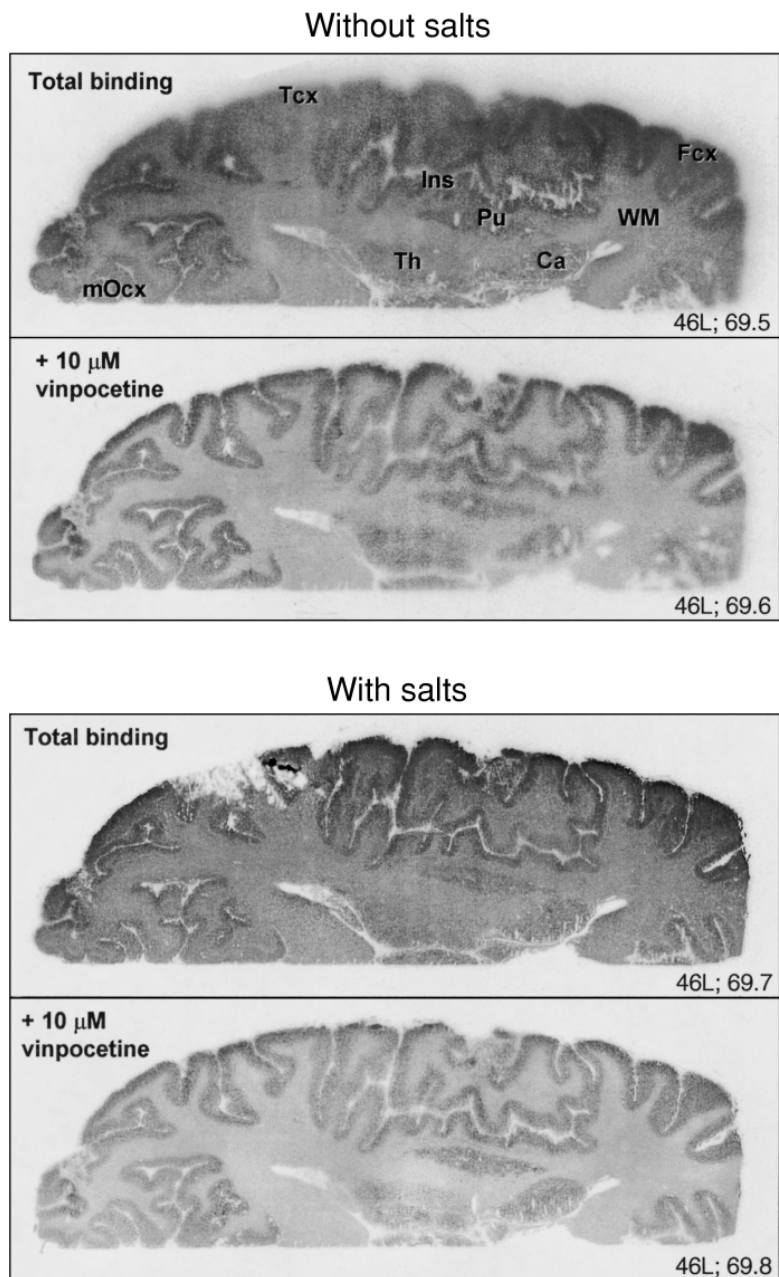 Without salts
Total binding
Tcx
Fcx
Ins
Pu
WM
Th
Ca
mOcx
46L; 69.5
+ 10 μM
vinpocetine
46L; 69.6
With salts
Total binding
46L; 69.7
+ 10 μM
vinpocetine
46L; 69.8